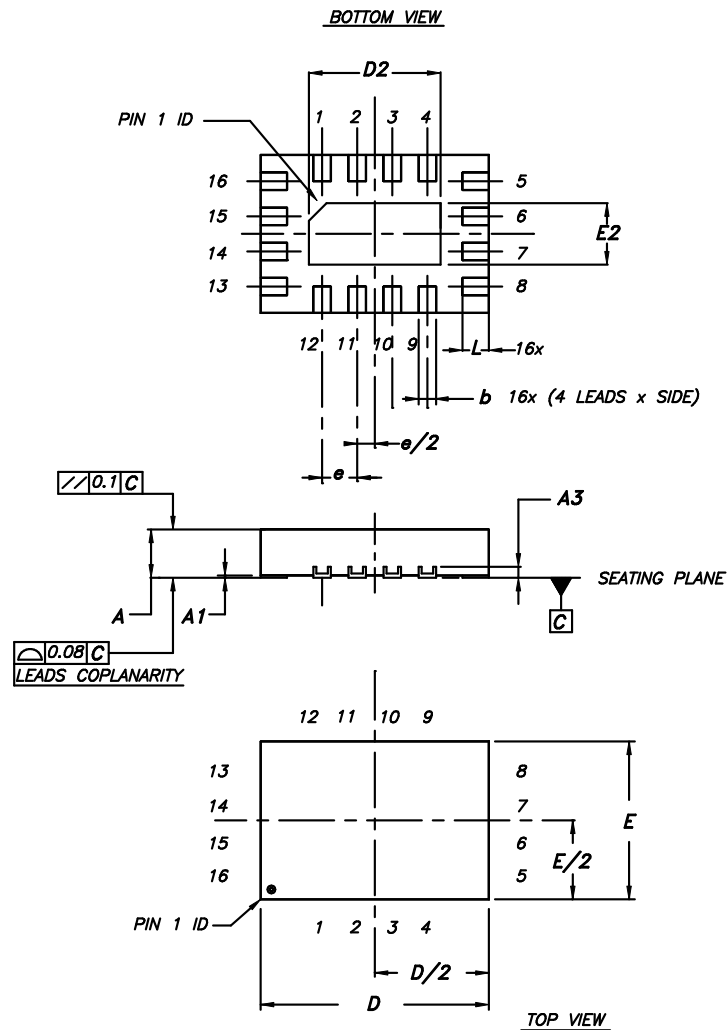 BOTTOM VIEW
D2
PIN 1 ID
1 2 3 4
16 5
15 6
E2
14 7
13 8
12 11 10 9 L 16x
b 16x (4 LEADS x SIDE)
e/2
e
// 0.1 C
A3
SEATING PLANE
A A1
C
⌓ 0.08 C
LEADS COPLANARITY
12 11 10 9
13 8
14 7
E
15 6
E/2
16 5
PIN 1 ID
1 2 3 4
D/2
D
TOP VIEW